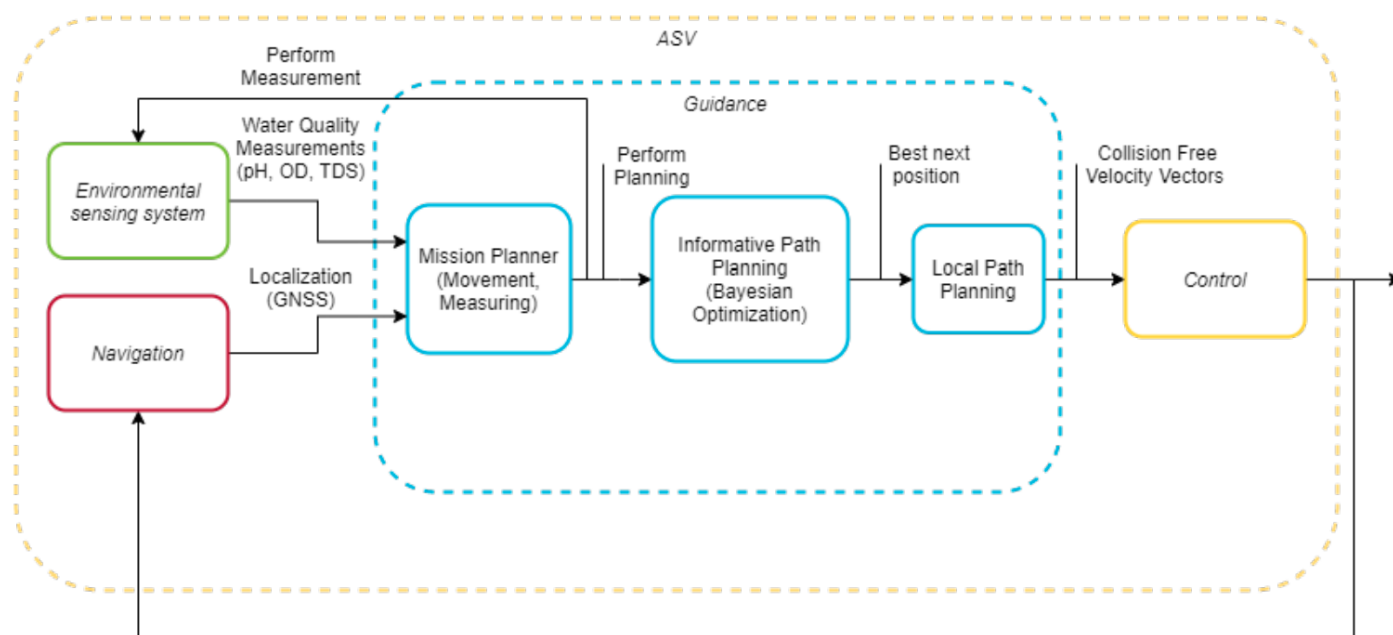 ASV
Perform
Measurement
Guidance
Water Quality
Measurements
(pH, OD, TDS)
Perform
Planning
Best next
position
Collision Free
Velocity Vectors
Environmental
sensing system
Mission Planner
(Movement,
Measuring)
Informative Path
Planning
(Bayesian
Optimization)
Local Path
Planning
Control
Localization
(GNSS)
Navigation